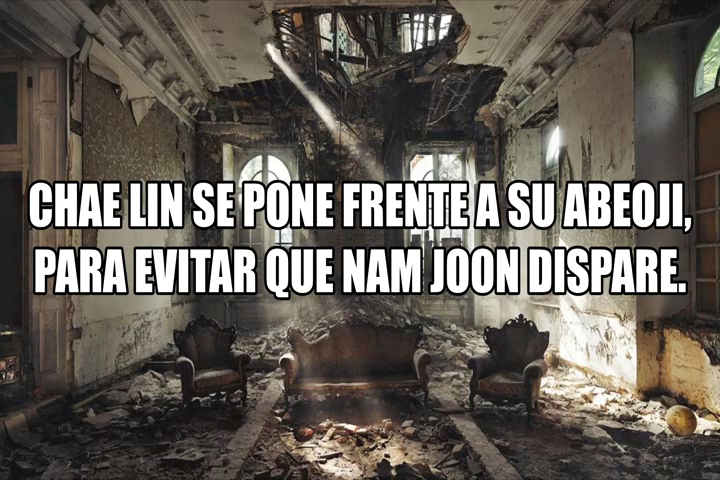 CHAE LIN SE PONE FRENTE A SU ABEOJI,
PARA EVITAR QUE NAM JOON DISPARE.